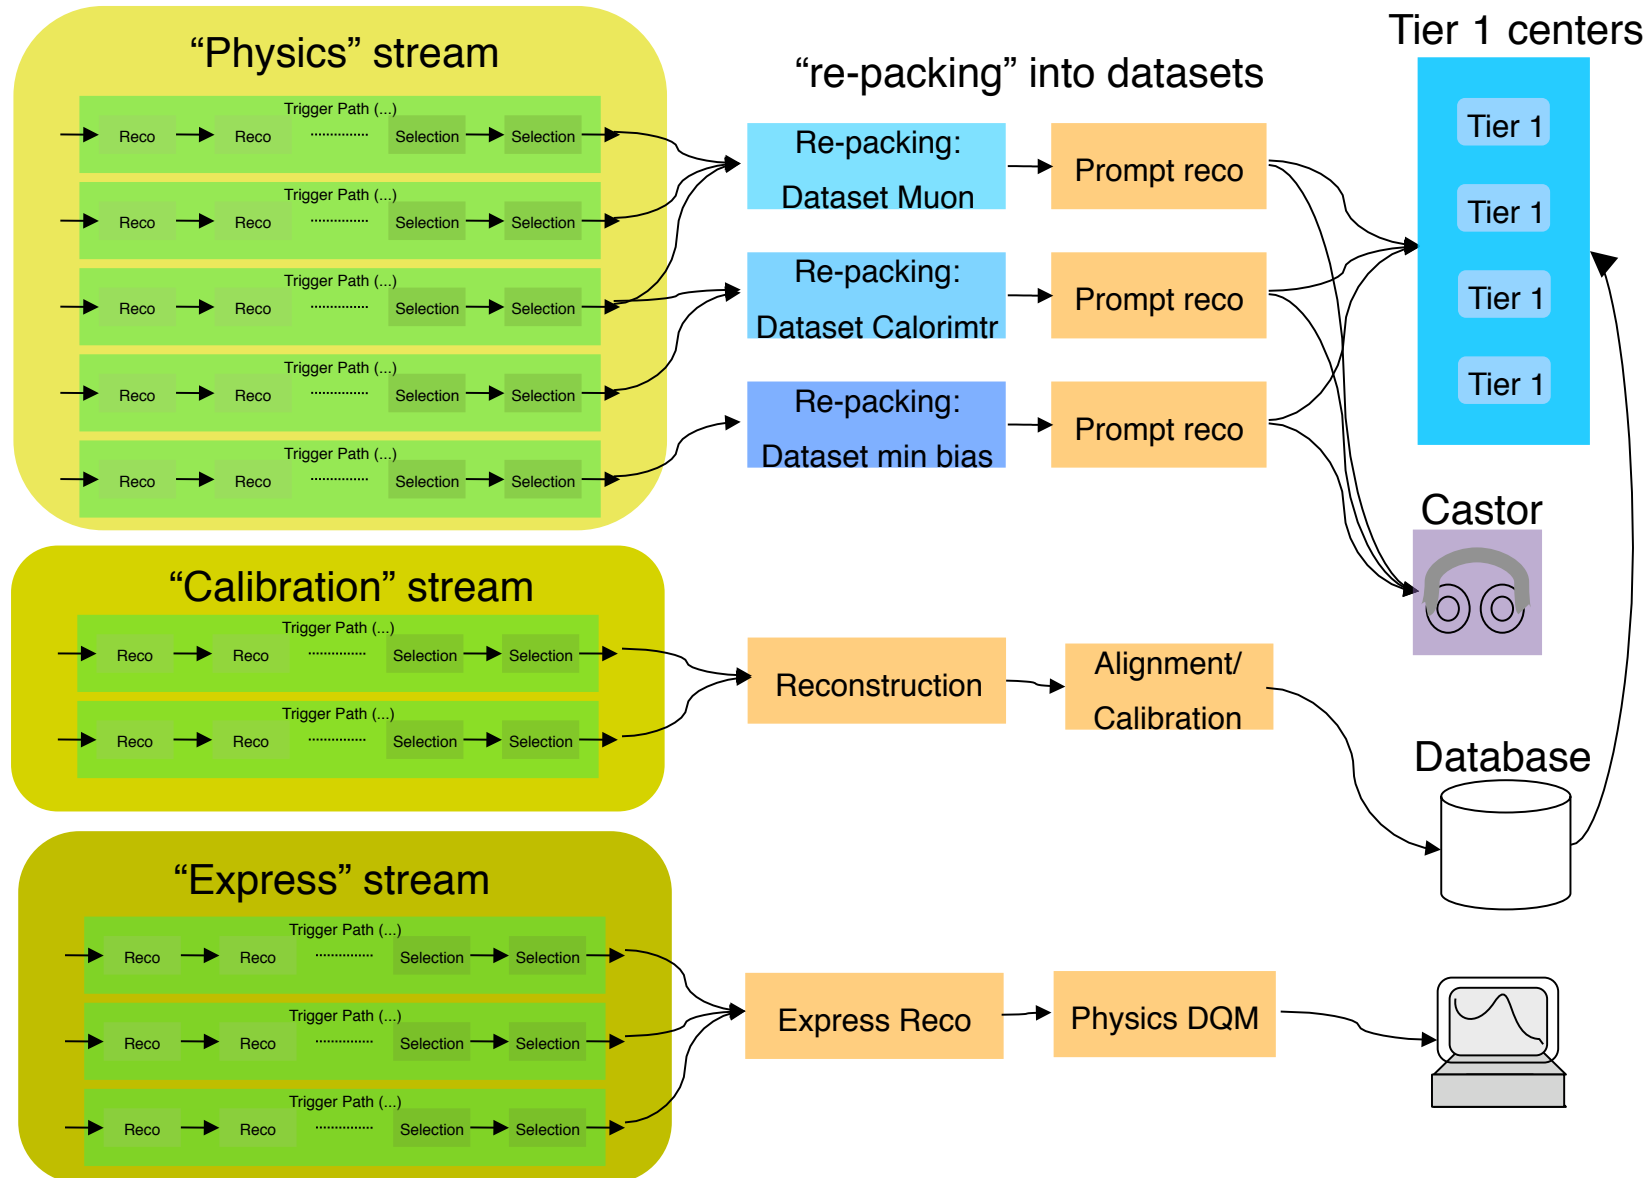 Tier 1 centers
“Physics” stream
“re-packing” into datasets
Trigger Path (...)
Reco
Reco
Selection
Selection
Trigger Path (...)
Reco
Reco
Selection
Selection
Trigger Path (...)
Reco
Reco
Selection
Selection
Trigger Path (...)
Reco
Reco
Selection
Selection
Trigger Path (...)
Reco
Reco
Selection
Selection
Re-packing:
Dataset Muon
Prompt reco
Re-packing:
Dataset Calorimtr
Prompt reco
Re-packing:
Dataset min bias
Prompt reco
Tier 1
Tier 1
Tier 1
Tier 1
Castor
“Calibration” stream
Trigger Path (...)
Reco
Reco
Selection
Selection
Trigger Path (...)
Reco
Reco
Selection
Selection
Reconstruction
Alignment/
Calibration
Database
“Express” stream
Trigger Path (...)
Reco
Reco
Selection
Selection
Trigger Path (...)
Reco
Reco
Selection
Selection
Trigger Path (...)
Reco
Reco
Selection
Selection
Express Reco
Physics DQM